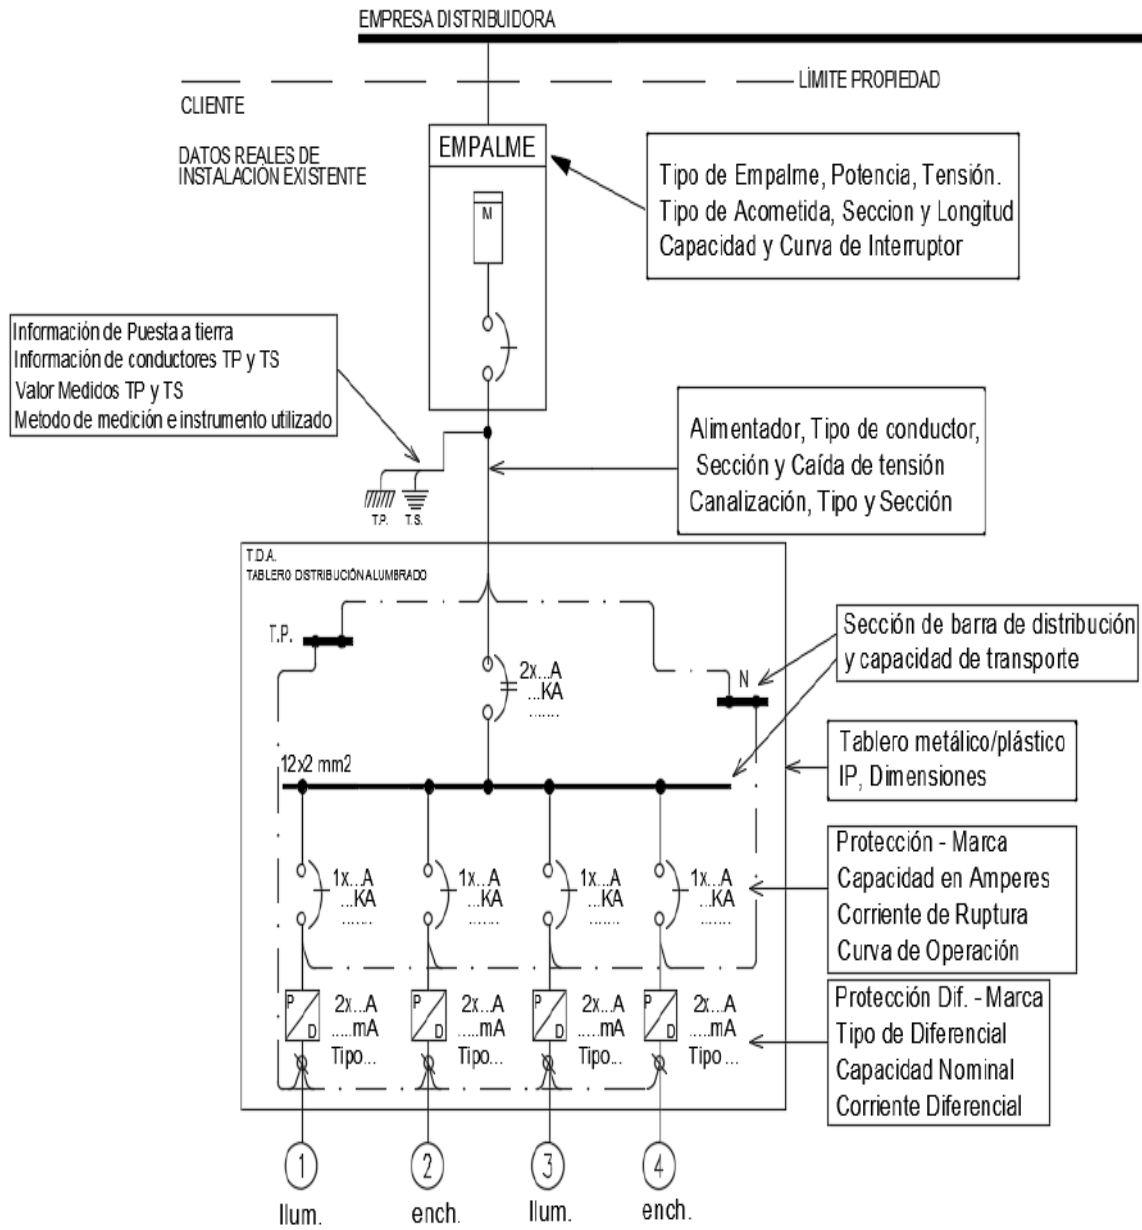 EMPRESA DISTRIBUIDORA
LÍMITE PROPIEDAD
CLIENTE
DATOS REALES DE
INSTALACIÓN EXISTENTE
EMPALME
M
Tipo de Empalme, Potencia, Tensión.
Tipo de Acometida, Seccion y Longitud
Capacidad y Curva de Interruptor
Información de Puesta a tierra
Información de conductores TP y TS
Valor Medidos TP y TS
Metodo de medición e instrumento utilizado
Alimentador, Tipo de conductor,
Sección y Caída de tensión
Canalización, Tipo y Sección
T.P.
T.S.
T.D.A.
TABLERO DISTRIBUCIÓN ALUMBRADO
T.P.
N
2x...A
...KA
.......
Sección de barra de distribución
y capacidad de transporte
12x2 mm2
Tablero metálico/plástico
IP, Dimensiones
1x...A
...KA
.......
1x...A
...KA
.......
1x...A
...KA
.......
1x...A
...KA
.......
Protección - Marca
Capacidad en Amperes
Corriente de Ruptura
Curva de Operación
P
D
2x...A
.....mA
Tipo...
P
D
2x...A
.....mA
Tipo...
P
D
2x...A
.....mA
Tipo...
P
D
2x...A
.....mA
Tipo...
Protección Dif. - Marca
Tipo de Diferencial
Capacidad Nominal
Corriente Diferencial
1
2
3
4
Ilum.
ench.
Ilum.
ench.